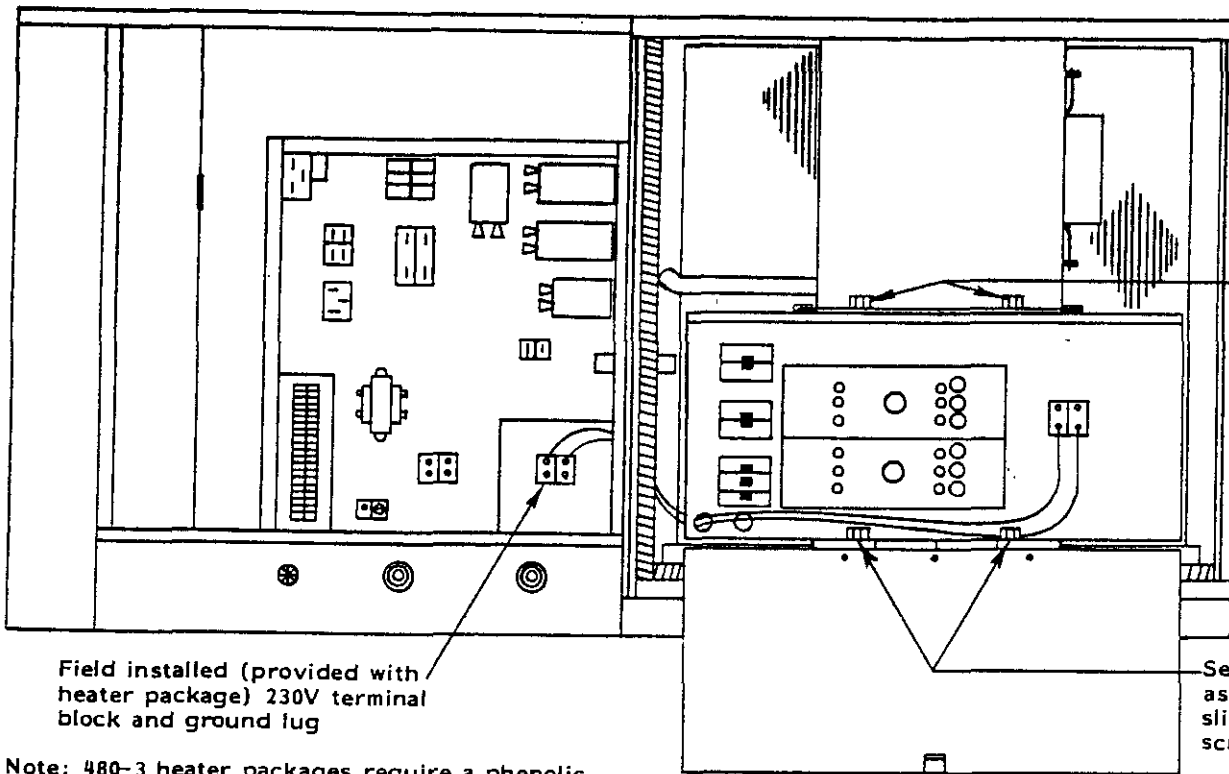 Field installed (provided with
heater package) 230V terminal
block and ground lug
Note: 480-3 heater packages require a phenolic